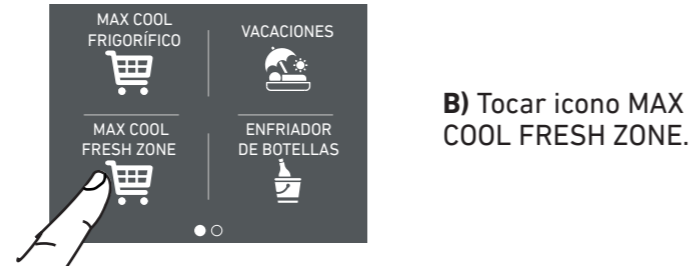 MAX COOL
FRIGORÍFICO
VACACIONES
MAX COOL
FRESH ZONE
ENFRIADOR
DE BOTELLAS
B) Tocar icono MAX
COOL FRESH ZONE.